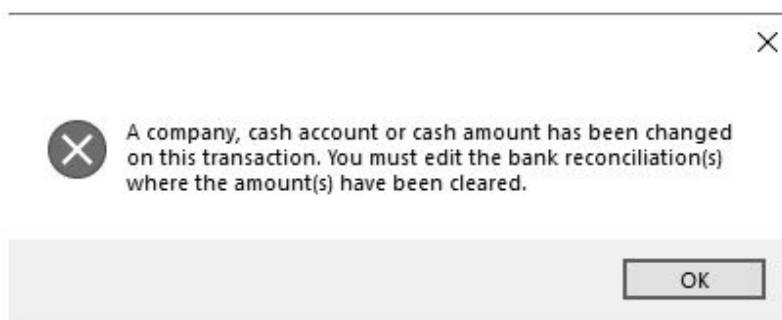 A company, cash account or cash amount has been changed
on this transaction. You must edit the bank reconciliation(s)
where the amount(s) have been cleared.
OK